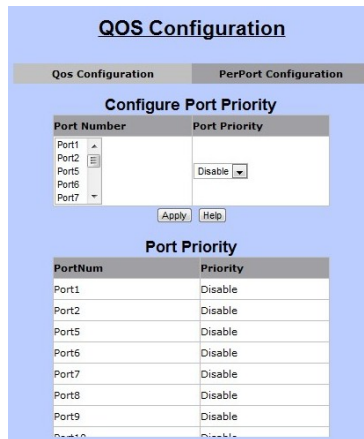 QOS Configuration
Qos Configuration PerPort Configuration
Configure Port Priority
Port Number Port Priority
Port1
Port2
Port5
Port6
Port7
Disable
Apply Help
Port Priority
PortNum Priority
Port1 Disable
Port2 Disable
Port5 Disable
Port6 Disable
Port7 Disable
Port8 Disable
Port9 Disable
Port10 Disable